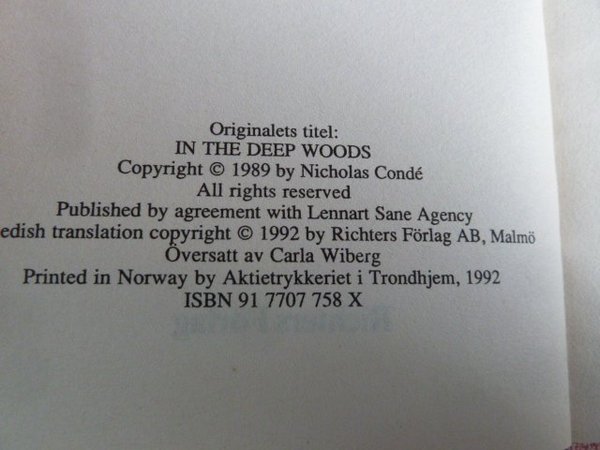 Originalets titel:
IN THE DEEP WOODS
Copyright © 1989 by Nicholas Condé
All rights reserved
Published by agreement with Lennart Sane Agency
edish translation copyright © 1992 by Richters Förlag AB, Malmö
Översatt av Carla Wiberg
Printed in Norway by Aktietrykkeriet i Trondhjem, 1992
ISBN 91 7707 758 X